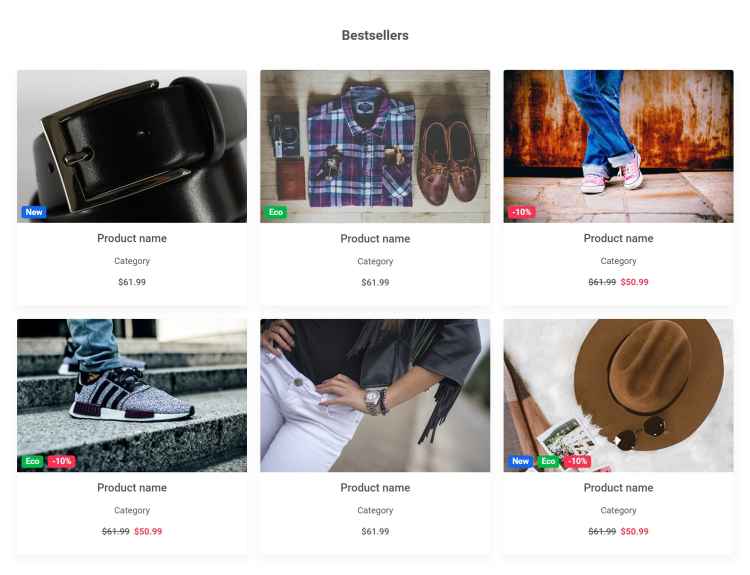 Bestsellers
New
Product name
Category
$61.99
Eco
Product name
Category
$61.99
-10%
Product name
Category
$61.99 $50.99
Eco -10%
Product name
Category
$61.99 $50.99
Product name
Category
$61.99
New Eco -10%
Product name
Category
$61.99 $50.99